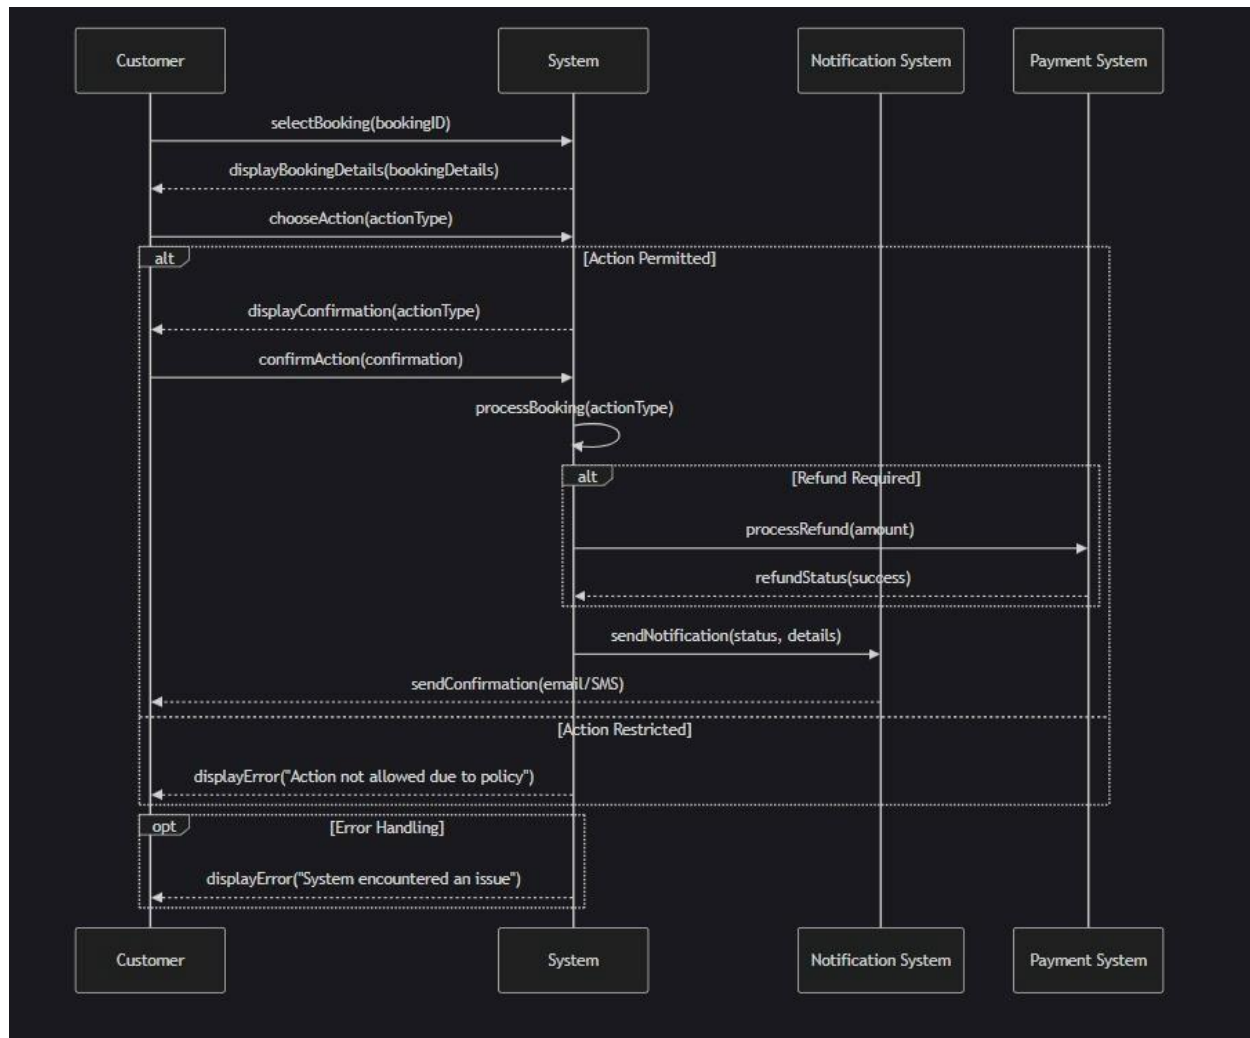 Customer
System
Notification System
Payment System
selectBooking(bookingID)
displayBookingDetails(bookingDetails)
chooseAction(actionType)
alt
[Action Permitted]
displayConfirmation(actionType)
confirmAction(confirmation)
processBooking(actionType)
alt
[Refund Required]
processRefund(amount)
refundStatus(success)
sendNotification(status, details)
sendConfirmation(email/SMS)
[Action Restricted]
displayError("Action not allowed due to policy")
opt
[Error Handling]
displayError("System encountered an issue")
Customer
System
Notification System
Payment System